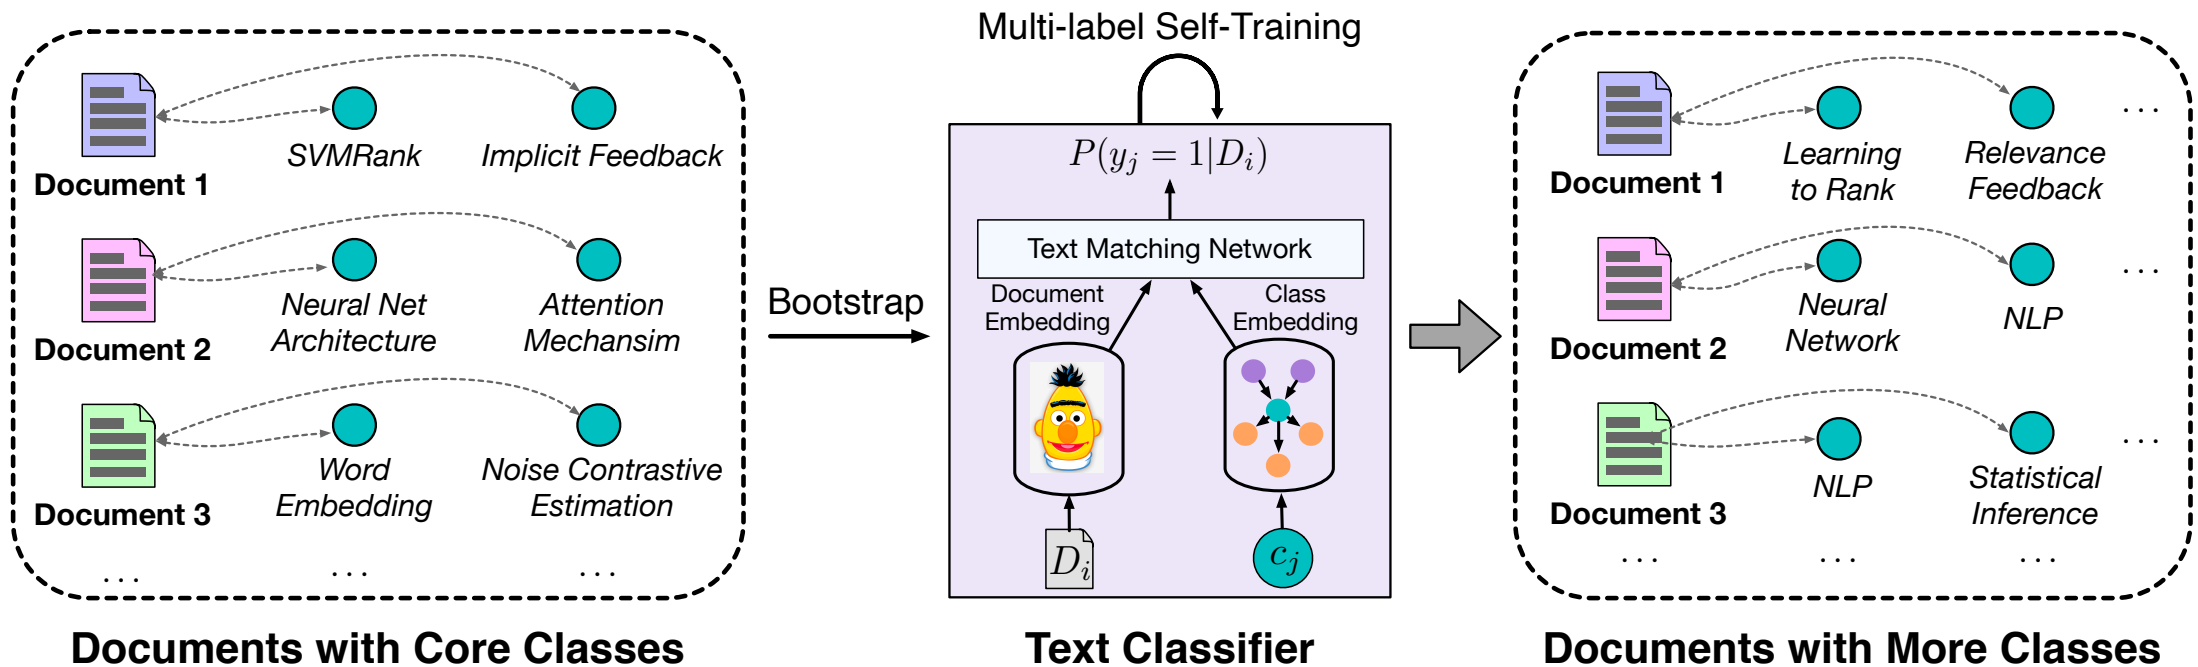 Multi-label Self-Training
SVMRank
Implicit Feedback
Document 1
Neural Net
Architecture
Attention
Mechansim
Document 2
Word
Embedding
Noise Contrastive
Estimation
Document 3
. . .
. . .
. . .
Documents with Core Classes
Bootstrap
P(y_j = 1|D_i)
Text Matching Network
Document
Embedding
Class
Embedding
D_i
c_j
Text Classifier
Learning
to Rank
Relevance
Feedback
. . .
Document 1
Neural
Network
NLP
. . .
Document 2
NLP
Statistical
Inference
. . .
Document 3
. . .
. . .
. . .
Documents with More Classes